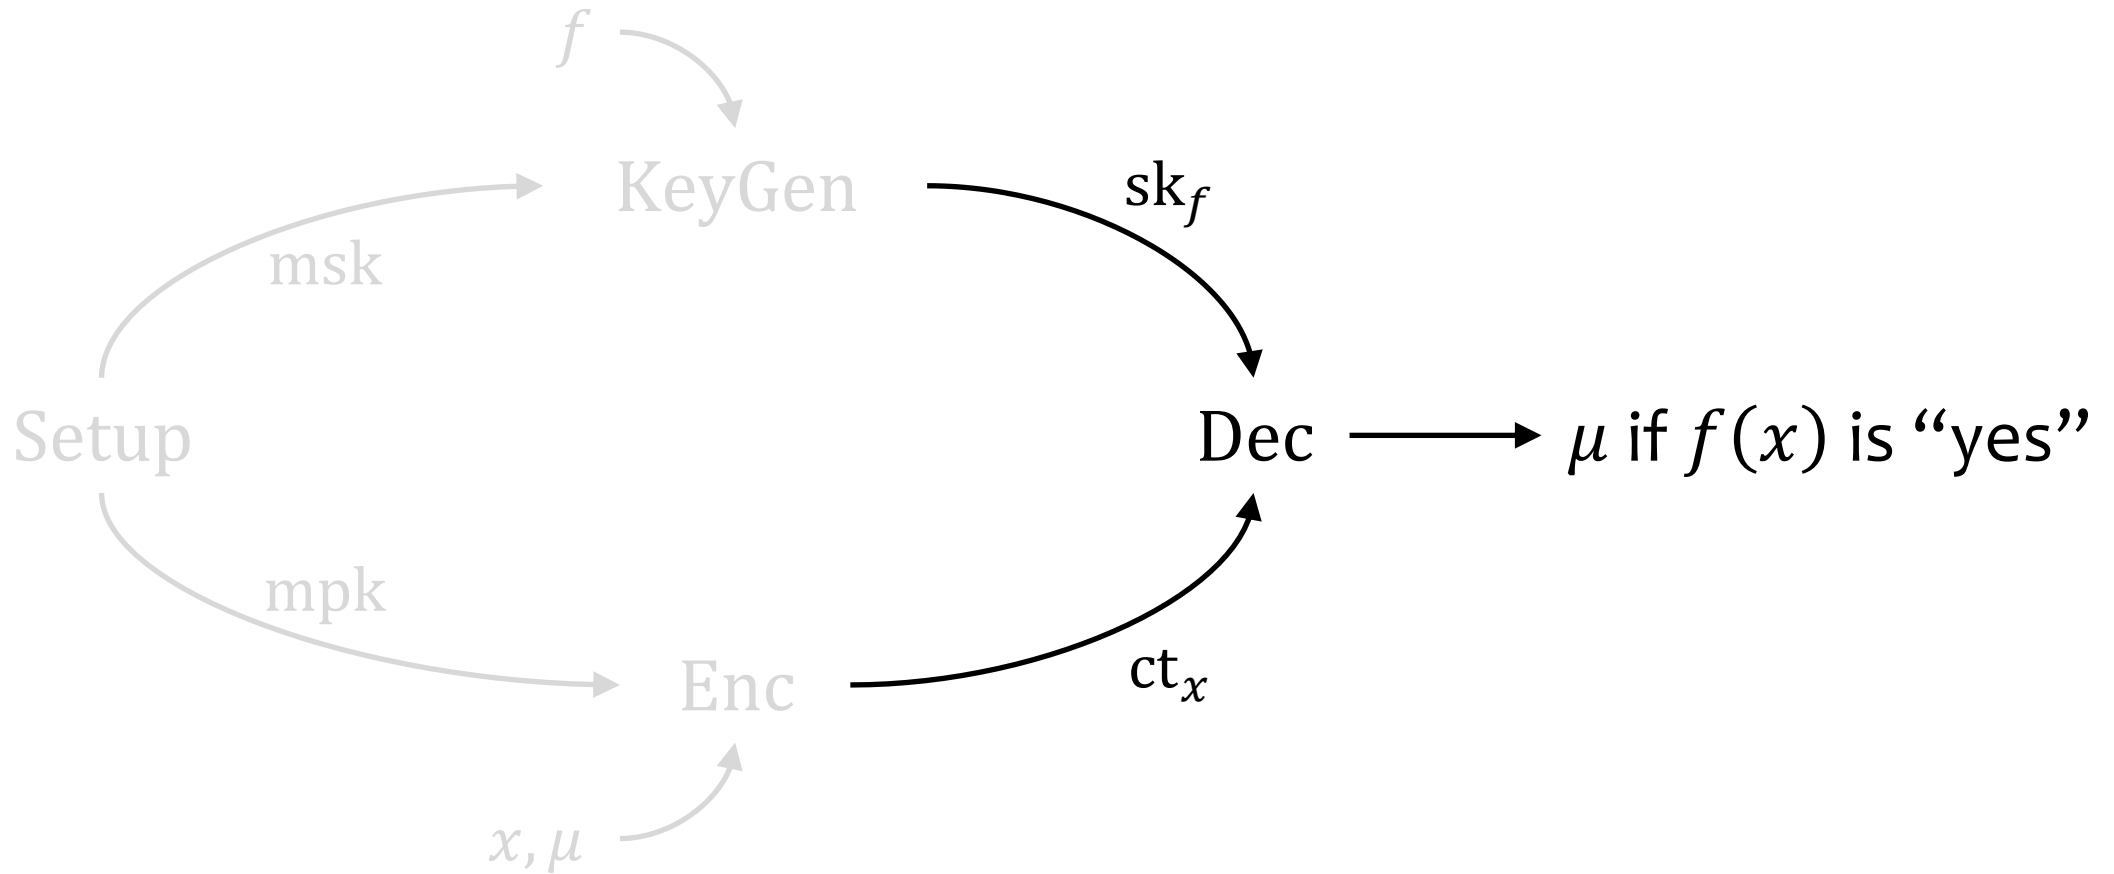 f
KeyGen
sk_f
msk
Setup
Dec
μ if f(x) is “yes”
mpk
Enc
ct_x
x, μ